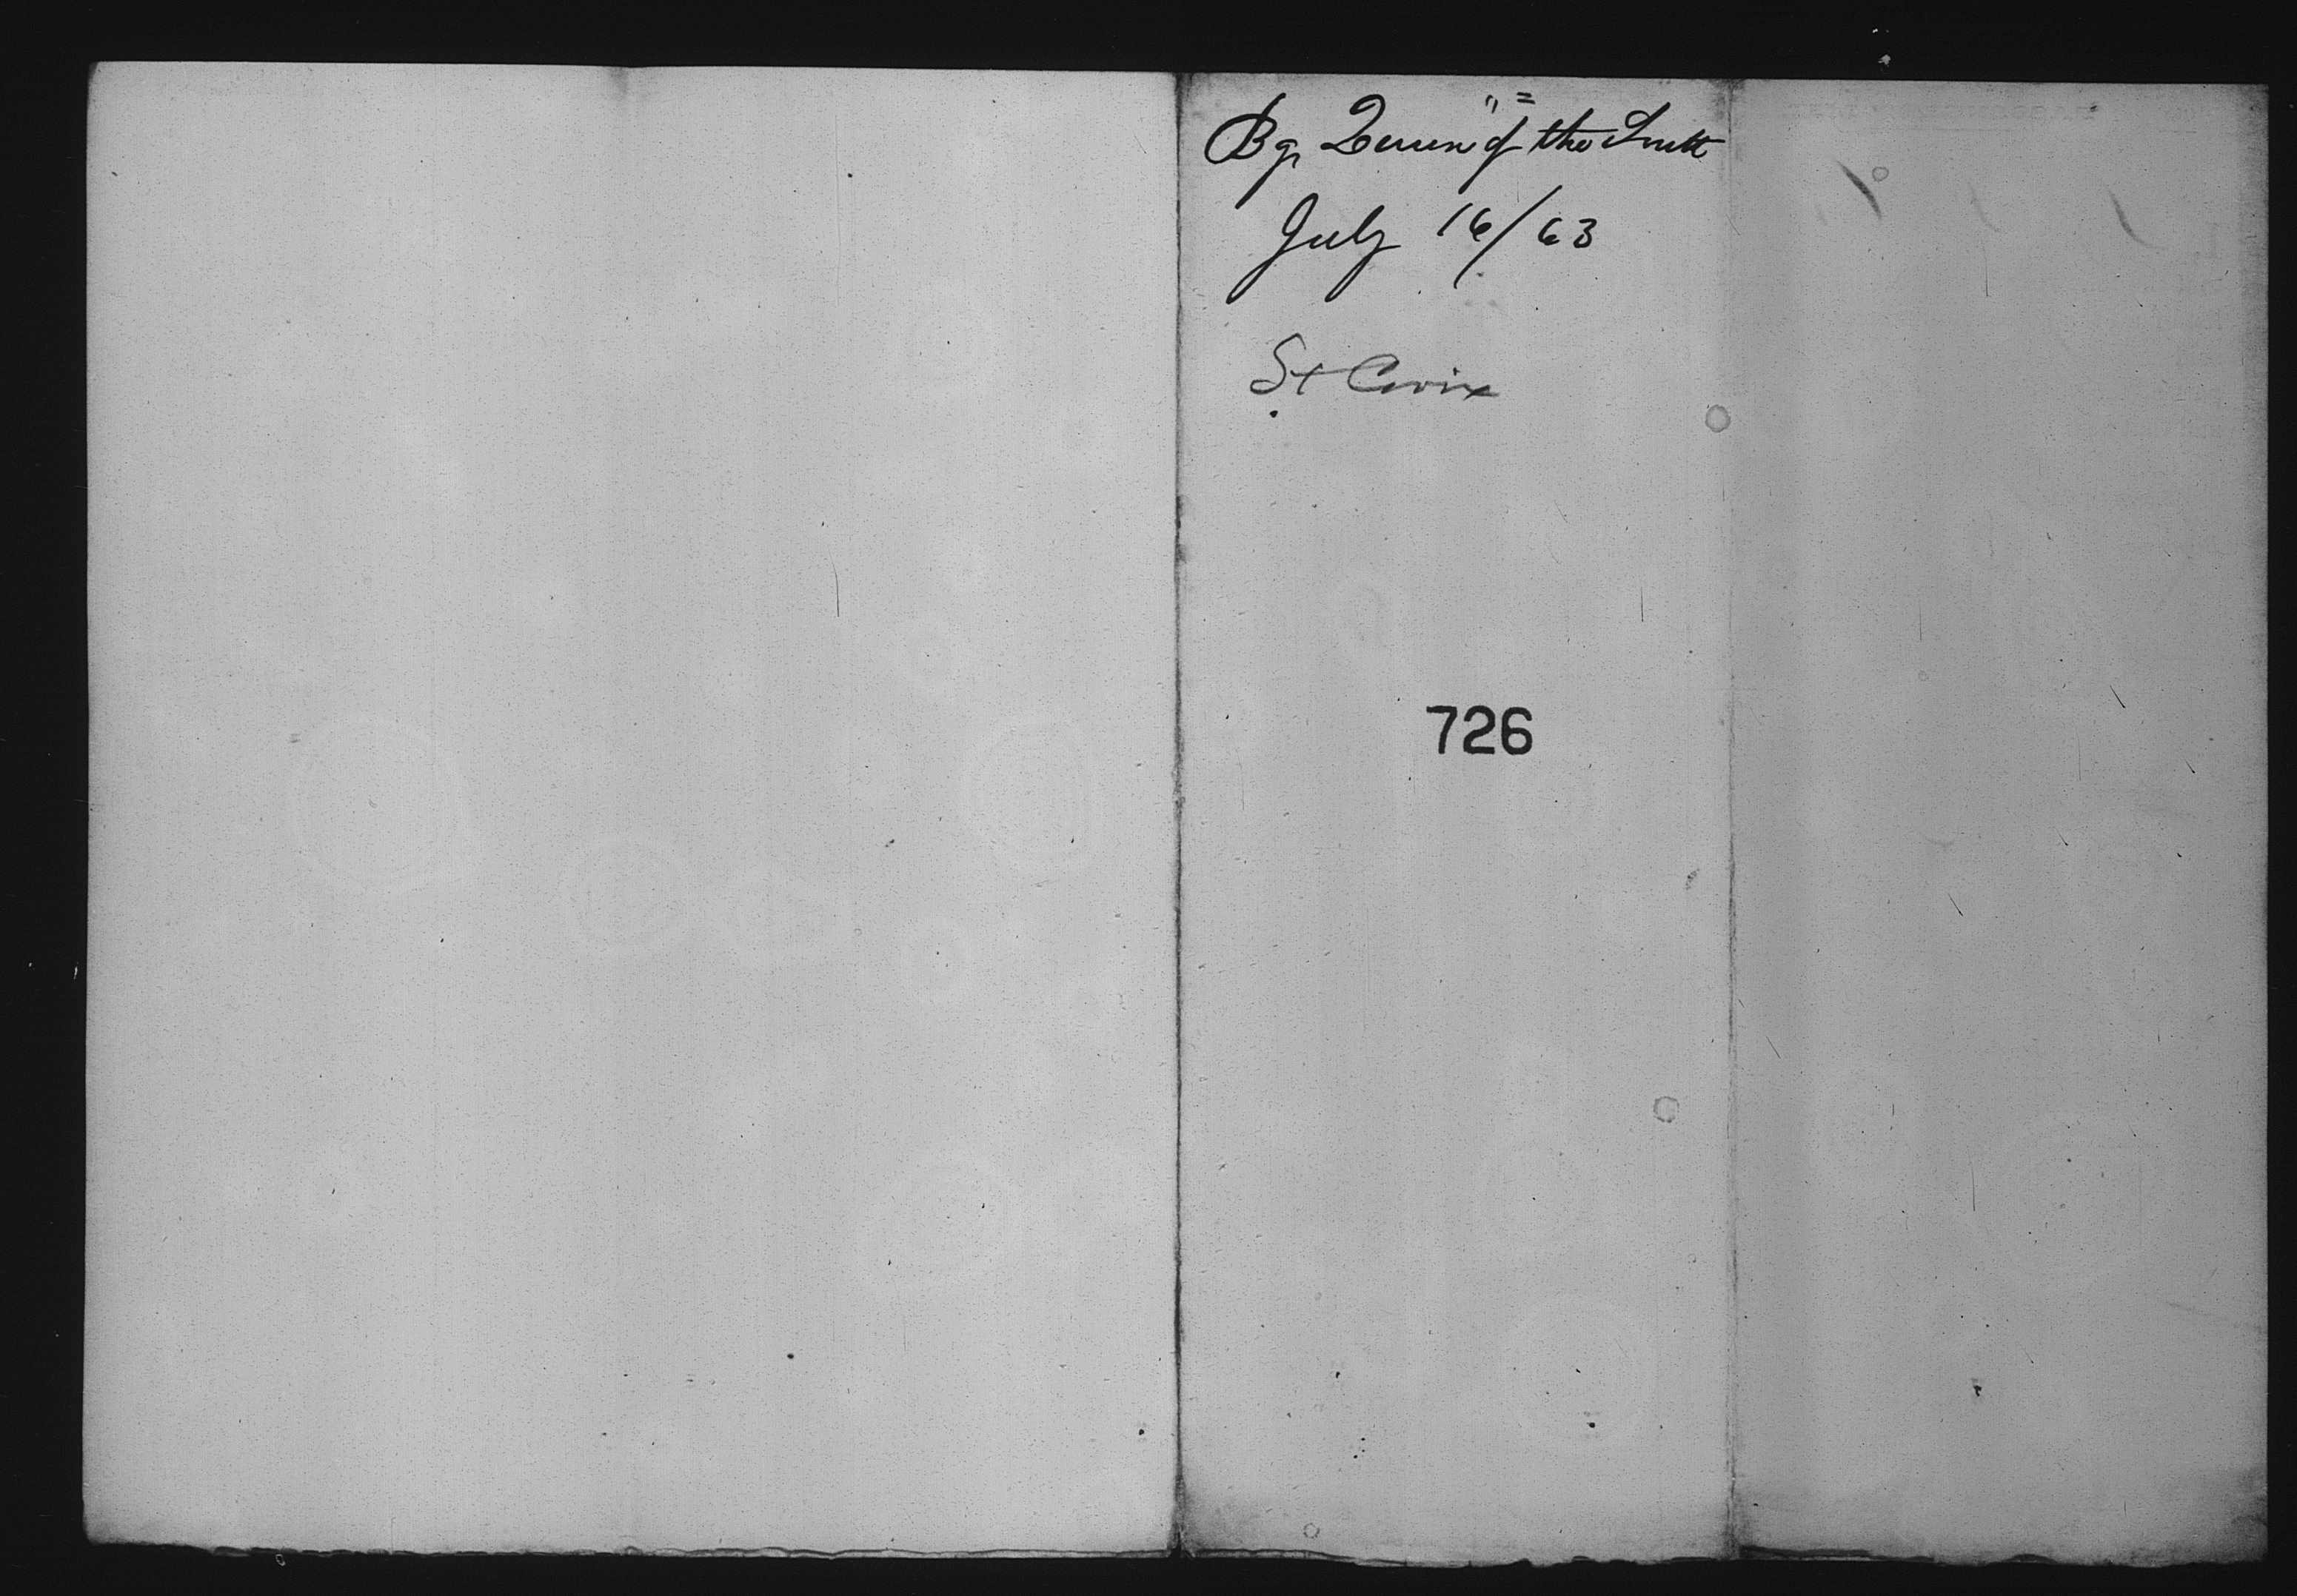 Bg. Queen of the South
July 16/63
St Croix
726